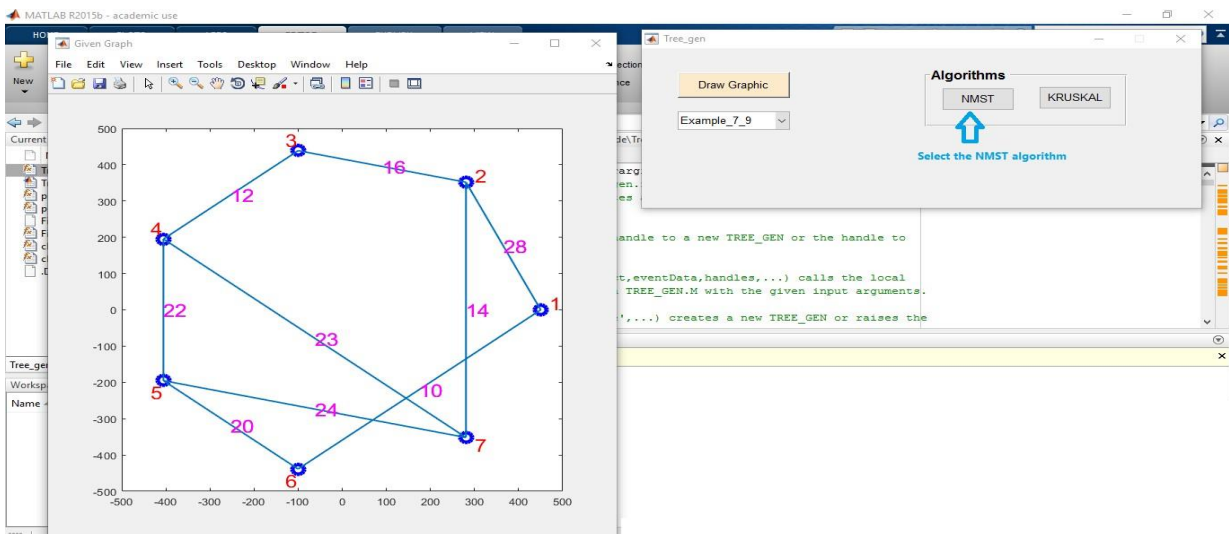 MATLAB R2015b - academic use
Given Graph
File Edit View Insert Tools Desktop Window Help
New
Current
Tree_gen
Draw Graphic
Example_7_9
Algorithms
NMST
KRUSKAL
Select the NMST algorithm
500
400
300
200
100
0
-100
-200
-300
-400
-500
-500 -400 -300 -200 -100 0 100 200 300 400 500
3
16
2
12
4
28
22
14
1
23
10
5
24
20
7
6
andle to a new TREE_GEN or the handle to
t,eventData,handles,...) calls the local
TREE_GEN.M with the given input arguments.
',...) creates a new TREE_GEN or raises the
Tree_ge
Worksp
Name